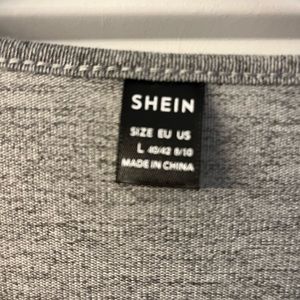 SHEIN
SIZE EU US
L 40/42 8/10
MADE IN CHINA